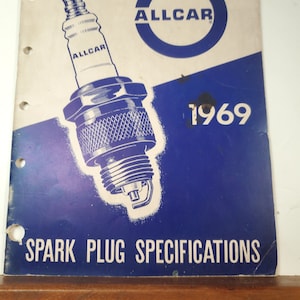 ALLCAR
ALLCAR
1969
SPARK PLUG SPECIFICATIONS